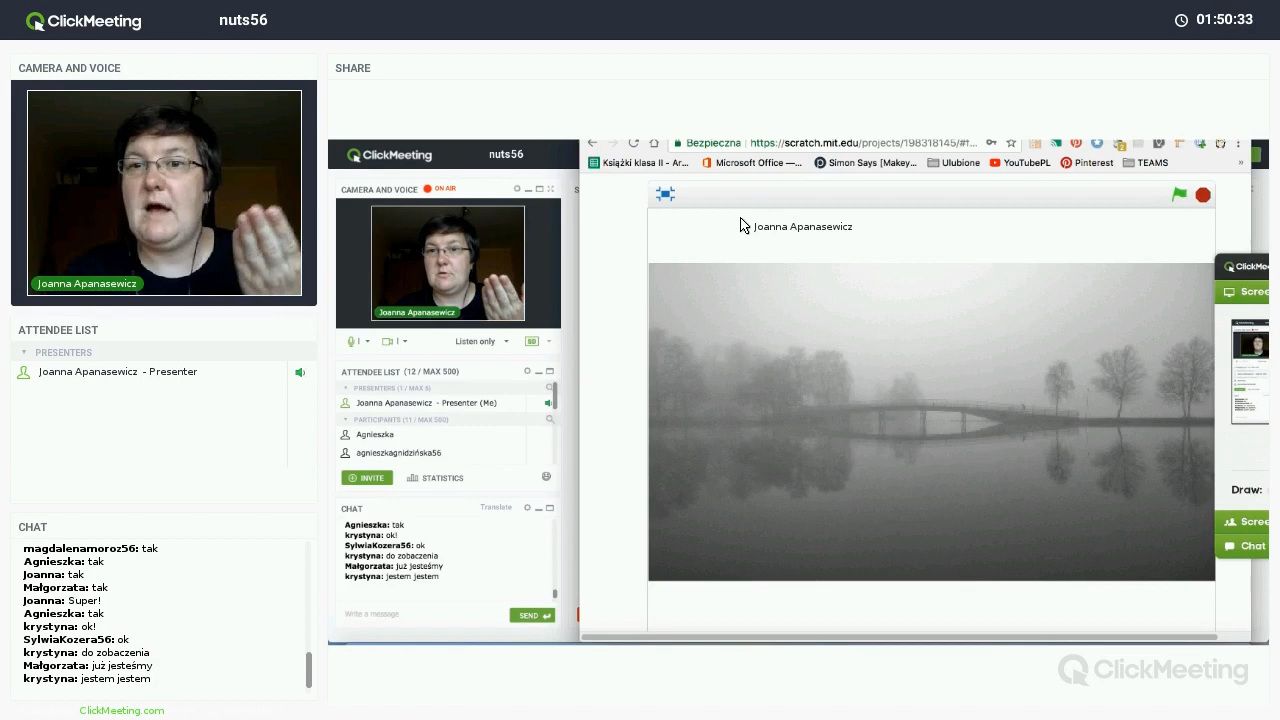 ClickMeeting
nuts56
01:50:33
CAMERA AND VOICE
Joanna Apanasewicz
ATTENDEE LIST
PRESENTERS
Joanna Apanasewicz - Presenter
CHAT
magdalenamoroz56: tak
Agnieszka: tak
Joanna: tak
Małgorzata: tak
Joanna: Super!
Agnieszka: tak
krystyna: ok!
SylwiaKozera56: ok
krystyna: do zobaczenia
Małgorzata: już jesteśmy
krystyna: jestem jestem
ClickMeeting.com
SHARE
ClickMeeting
nuts56
CAMERA AND VOICE ON AIR
Joanna Apanasewicz
Listen only
ATTENDEE LIST (12 / MAX 500)
PRESENTERS (1 / MAX 5)
Joanna Apanasewicz - Presenter (Me)
PARTICIPANTS (11 / MAX 500)
Agnieszka
agnieszkagnidzińska56
INVITE
STATISTICS
CHAT
Translate
Agnieszka: tak
krystyna: ok!
SylwiaKozera56: ok
krystyna: do zobaczenia
Małgorzata: już jesteśmy
krystyna: jestem jestem
Write a message
SEND
Bezpieczna https://scratch.mit.edu/projects/198318145/#f...
Książki klasa II - Ar...
Microsoft Office —...
Simon Says (Makey...
Ulubione
YouTubePL
Pinterest
TEAMS
»
Joanna Apanasewicz
ClickMe
Scree
Draw:
Scree
Chat
ClickMeeting